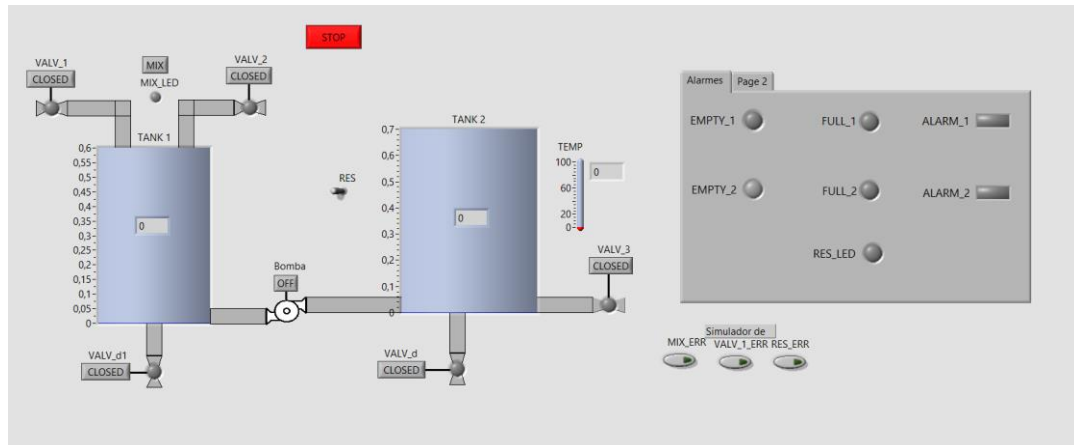 STOP
VALV_1
CLOSED
MIX
MIX_LED
VALV_2
CLOSED
TANK 1
0,6
0,55
0,5
0,45
0,4
0,35
0,3
0,25
0,2
0,15
0,1
0,05
0
0
VALV_d1
CLOSED
Bomba
OFF
RES
TANK 2
0,7
0,6
0,5
0,4
0,3
0,2
0,1
0
0
VALV_d
CLOSED
TEMP
100
60
20
0
0
VALV_3
CLOSED
Alarmes Page 2
EMPTY_1 FULL_1 ALARM_1
EMPTY_2 FULL_2 ALARM_2
RES_LED
Simulador de
MIX_ERR VALV_1_ERR RES_ERR